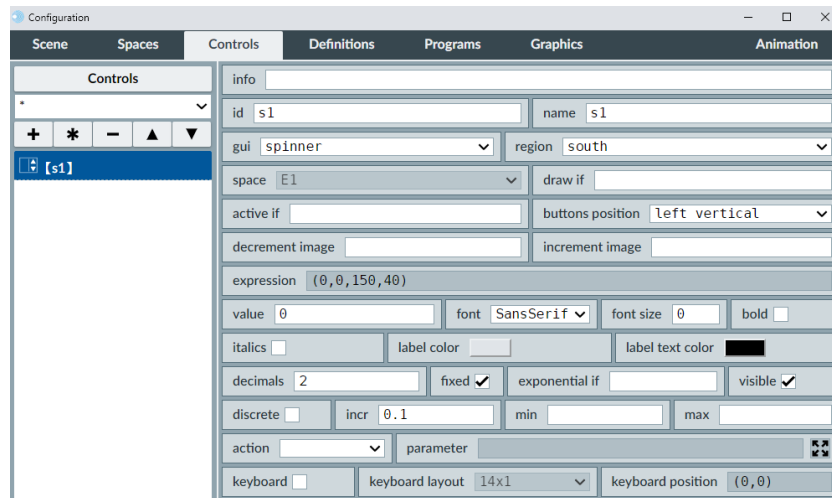 Configuration
Scene Spaces Controls Definitions Programs Graphics Animation
Controls
*
info
id s1 name s1
gui spinner region south
space E1 draw if
active if buttons position left vertical
decrement image increment image
expression (0,0,150,40)
value 0 font SansSerif font size 0 bold
italics label color label text color
decimals 2 fixed exponential if visible
discrete incr 0.1 min max
action parameter
keyboard keyboard layout 14x1 keyboard position (0,0)
+ * − ▲ ▼
【s1】